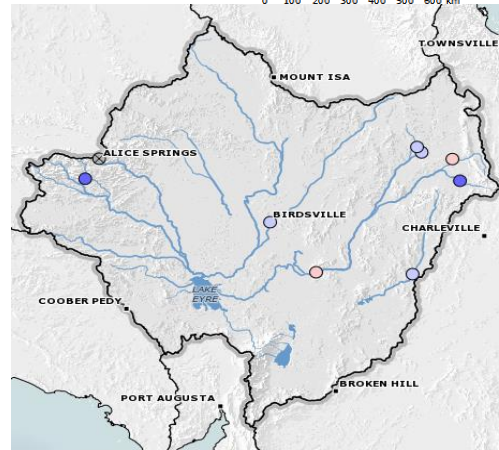 0 100 200 300 400 500 600 km
TOWNSVILLE
MOUNT ISA
ALICE SPRINGS
BIRDSVILLE
CHARLEVILLE
LAKE
EYRE
COOBER PEDY
BROKEN HILL
PORT AUGUSTA